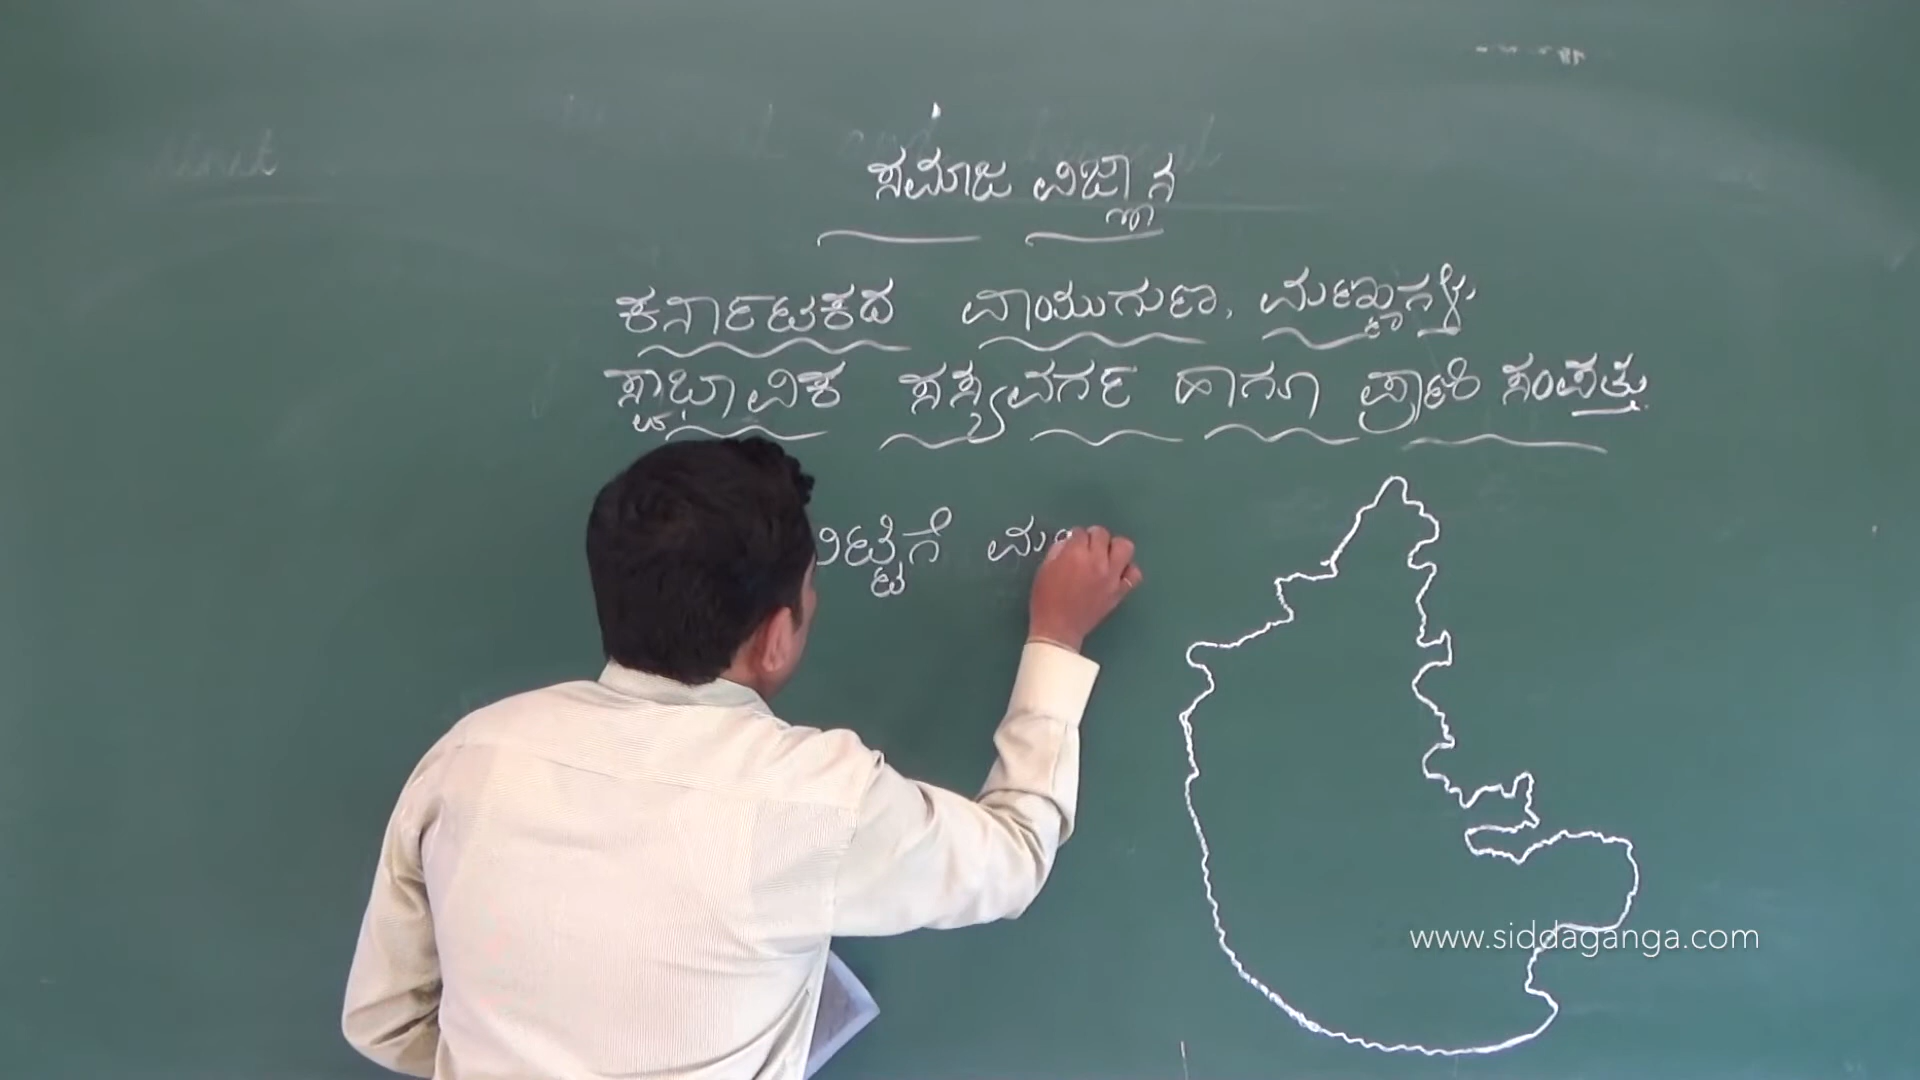 ಸಮಾಜ ವಿಜ್ಞಾನ
ಕರ್ನಾಟಕದ ವಾಯುಗುಣ, ಮಣ್ಣುಗಳು,
ಸ್ವಾಭಾವಿಕ ಸಸ್ಯವರ್ಗ ಹಾಗೂ ಪ್ರಾಣಿ ಸಂಪತ್ತು
www.siddaganga.com